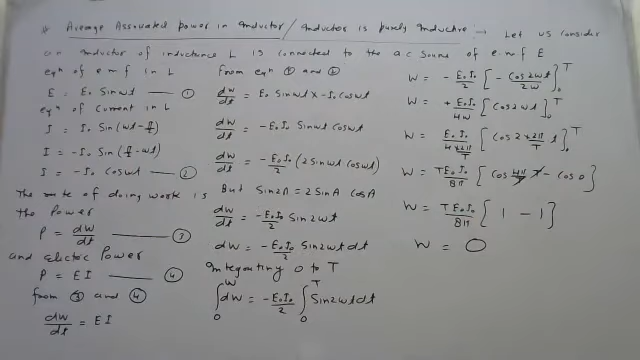 * Average Associated power in Inductor / Inductor is purely Inductive :- Let us consider
an inductor of inductance L is connected to the a.c source of e.m.f E
eqn of e.m.f in L
E = E₀ Sinωt —— ①
eqn of current in L
I = I₀ Sin(ωt - π/2)
I = -I₀ Sin(π/2 - ωt)
I = -I₀ Cosωt —— ②
The rate of doing work is
the Power
P = dW/dt —— ③
and electric Power
P = EI —— ④
from ③ and ④
dW/dt = EI
from eqn ① and ②
dW/dt = E₀ Sinωt x -I₀ Cosωt
dW/dt = -E₀I₀ Sinωt Cosωt
dW/dt = -E₀I₀/2 (2 Sinωt Cosωt)
But Sin2A = 2 SinA CosA
dW/dt = -E₀I₀/2 Sin2ωt
dW = -E₀I₀/2 Sin2ωt dt
Integrating 0 to T
∫₀ᵂ dW = -E₀I₀/2 ∫₀ᵀ Sin2ωt dt
W = -E₀I₀/2 [-Cos2ωt/2ω]₀ᵀ
W = +E₀I₀/4ω [Cos2ωt]₀ᵀ
W = E₀I₀/(4 x 2π/T) [Cos 2 x 2π/T t]₀ᵀ
W = TE₀I₀/8π [Cos 4π/T T - Cos 0]
W = TE₀I₀/8π [1 - 1]
W = 0